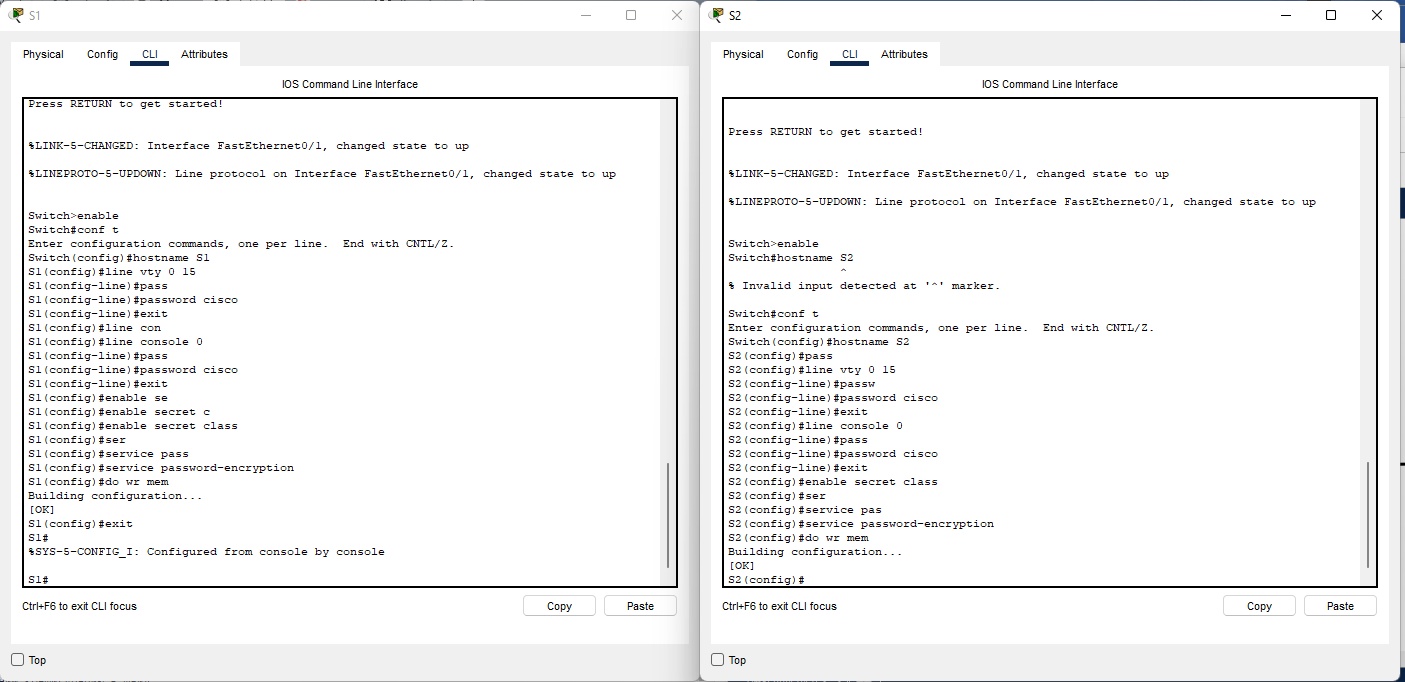 S1
Physical
Config
CLI
Attributes
IOS Command Line Interface
Press RETURN to get started!
%LINK-5-CHANGED: Interface FastEthernet0/1, changed state to up
%LINEPROTO-5-UPDOWN: Line protocol on Interface FastEthernet0/1, changed state to up
Switch>enable
Switch#conf t
Enter configuration commands, one per line.  End with CNTL/Z.
Switch(config)#hostname S1
S1(config)#line vty 0 15
S1(config-line)#pass
S1(config-line)#password cisco
S1(config-line)#exit
S1(config)#line con
S1(config)#line console 0
S1(config-line)#pass
S1(config-line)#password cisco
S1(config-line)#exit
S1(config)#enable se
S1(config)#enable secret c
S1(config)#enable secret class
S1(config)#ser
S1(config)#service pass
S1(config)#service password-encryption
S1(config)#do wr mem
Building configuration...
[OK]
S1(config)#exit
S1#
%SYS-5-CONFIG_I: Configured from console by console
S1#
Ctrl+F6 to exit CLI focus
Copy
Paste
Top
S2
Physical
Config
CLI
Attributes
IOS Command Line Interface
Press RETURN to get started!
%LINK-5-CHANGED: Interface FastEthernet0/1, changed state to up
%LINEPROTO-5-UPDOWN: Line protocol on Interface FastEthernet0/1, changed state to up
Switch>enable
Switch#hostname S2
^
% Invalid input detected at '^' marker.
Switch#conf t
Enter configuration commands, one per line.  End with CNTL/Z.
Switch(config)#hostname S2
S2(config)#pass
S2(config)#line vty 0 15
S2(config-line)#passw
S2(config-line)#password cisco
S2(config-line)#exit
S2(config)#line console 0
S2(config-line)#pass
S2(config-line)#password cisco
S2(config-line)#exit
S2(config)#enable secret class
S2(config)#ser
S2(config)#service pas
S2(config)#service password-encryption
S2(config)#do wr mem
Building configuration...
[OK]
S2(config)#
Ctrl+F6 to exit CLI focus
Copy
Paste
Top